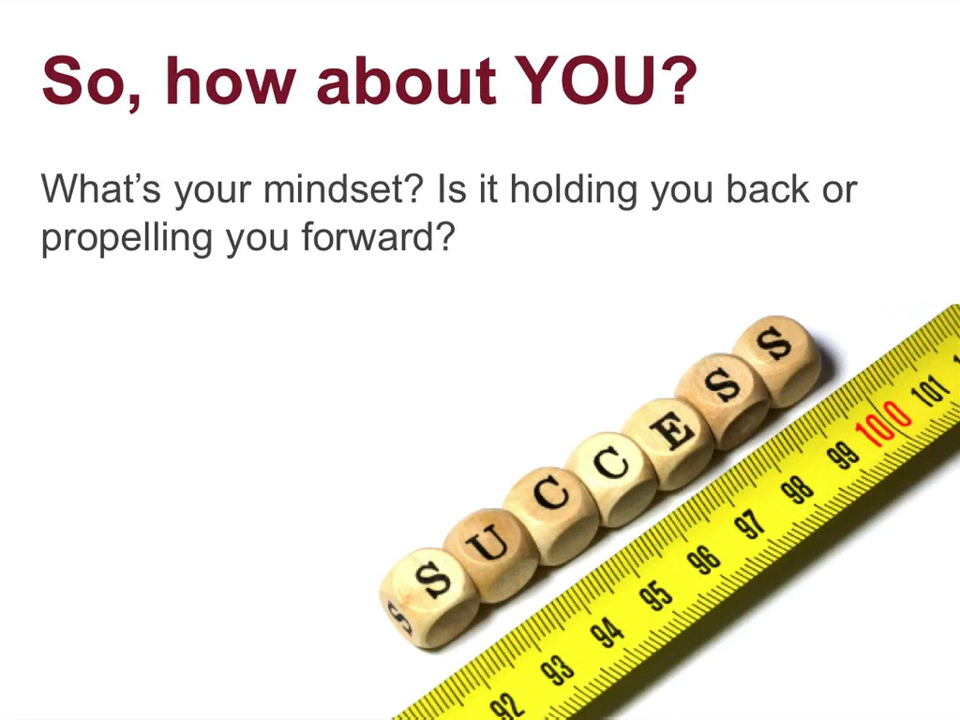 So, how about YOU?
What’s your mindset? Is it holding you back or
propelling you forward?
S U C C E S S
S
92 93 94 95 96 97 98 99 100 101